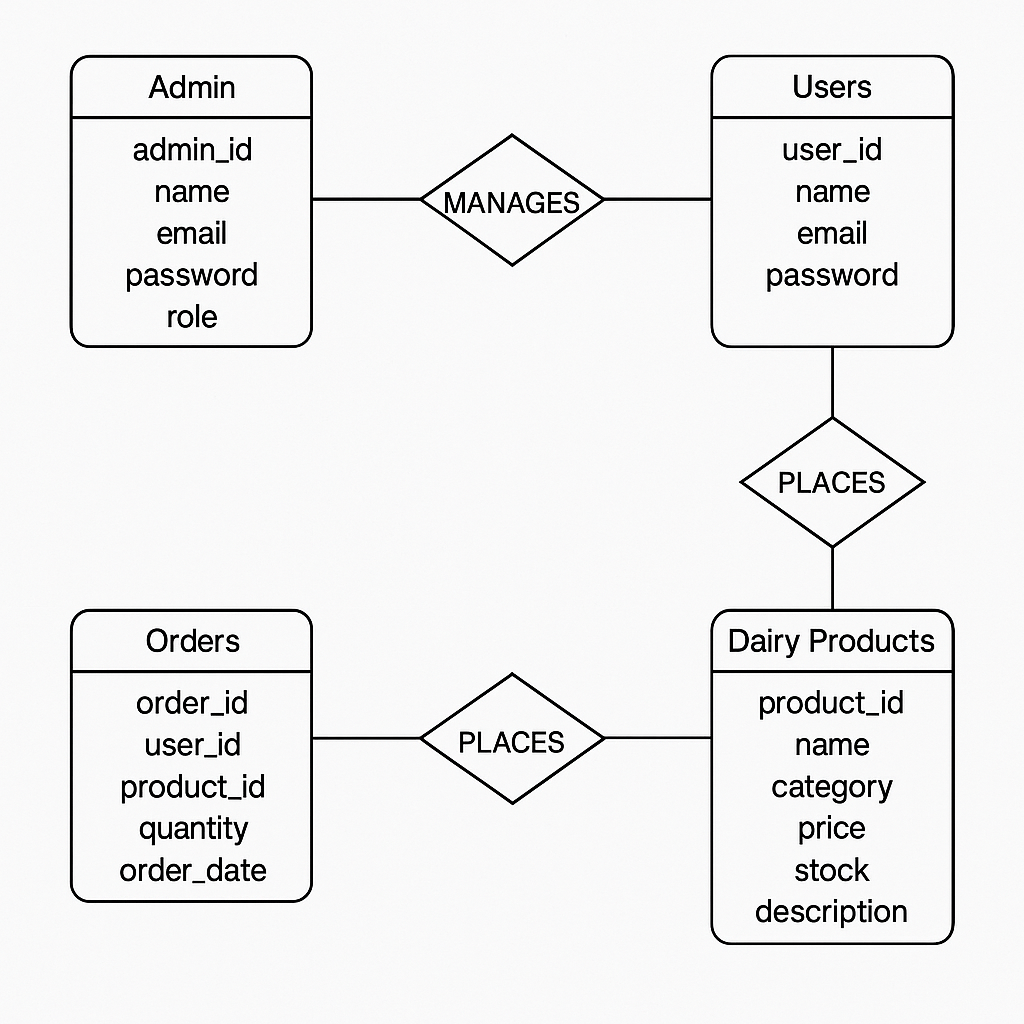 Admin
admin_id
name
email
password
role
MANAGES
Users
user_id
name
email
password
PLACES
Orders
order_id
user_id
product_id
quantity
order_date
PLACES
Dairy Products
product_id
name
category
price
stock
description